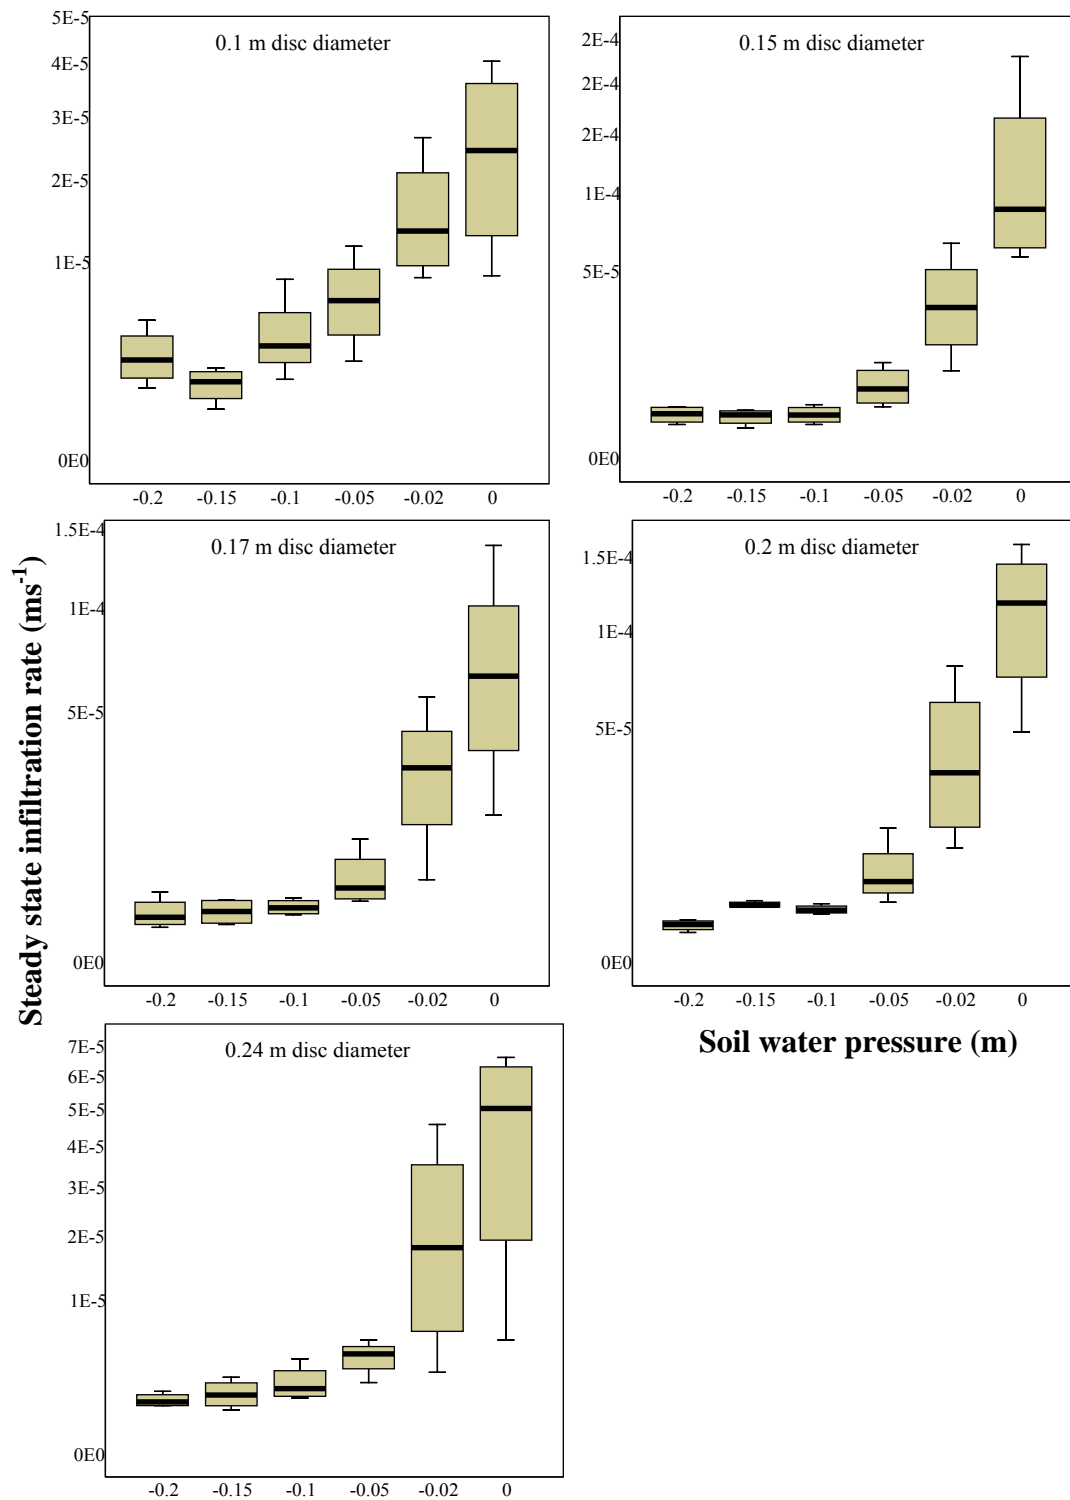 0.1 m disc diameter
5E-5
4E-5
3E-5
2E-5
1E-5
0E0
-0.2 -0.15 -0.1 -0.05 -0.02 0
0.15 m disc diameter
2E-4
2E-4
2E-4
1E-4
5E-5
0E0
-0.2 -0.15 -0.1 -0.05 -0.02 0
Steady state infiltration rate (ms-1)
0.17 m disc diameter
1.5E-4
1E-4
5E-5
0E0
-0.2 -0.15 -0.1 -0.05 -0.02 0
0.2 m disc diameter
1.5E-4
1E-4
5E-5
0E0
-0.2 -0.15 -0.1 -0.05 -0.02 0
Soil water pressure (m)
0.24 m disc diameter
7E-5
6E-5
5E-5
4E-5
3E-5
2E-5
1E-5
0E0
-0.2 -0.15 -0.1 -0.05 -0.02 0